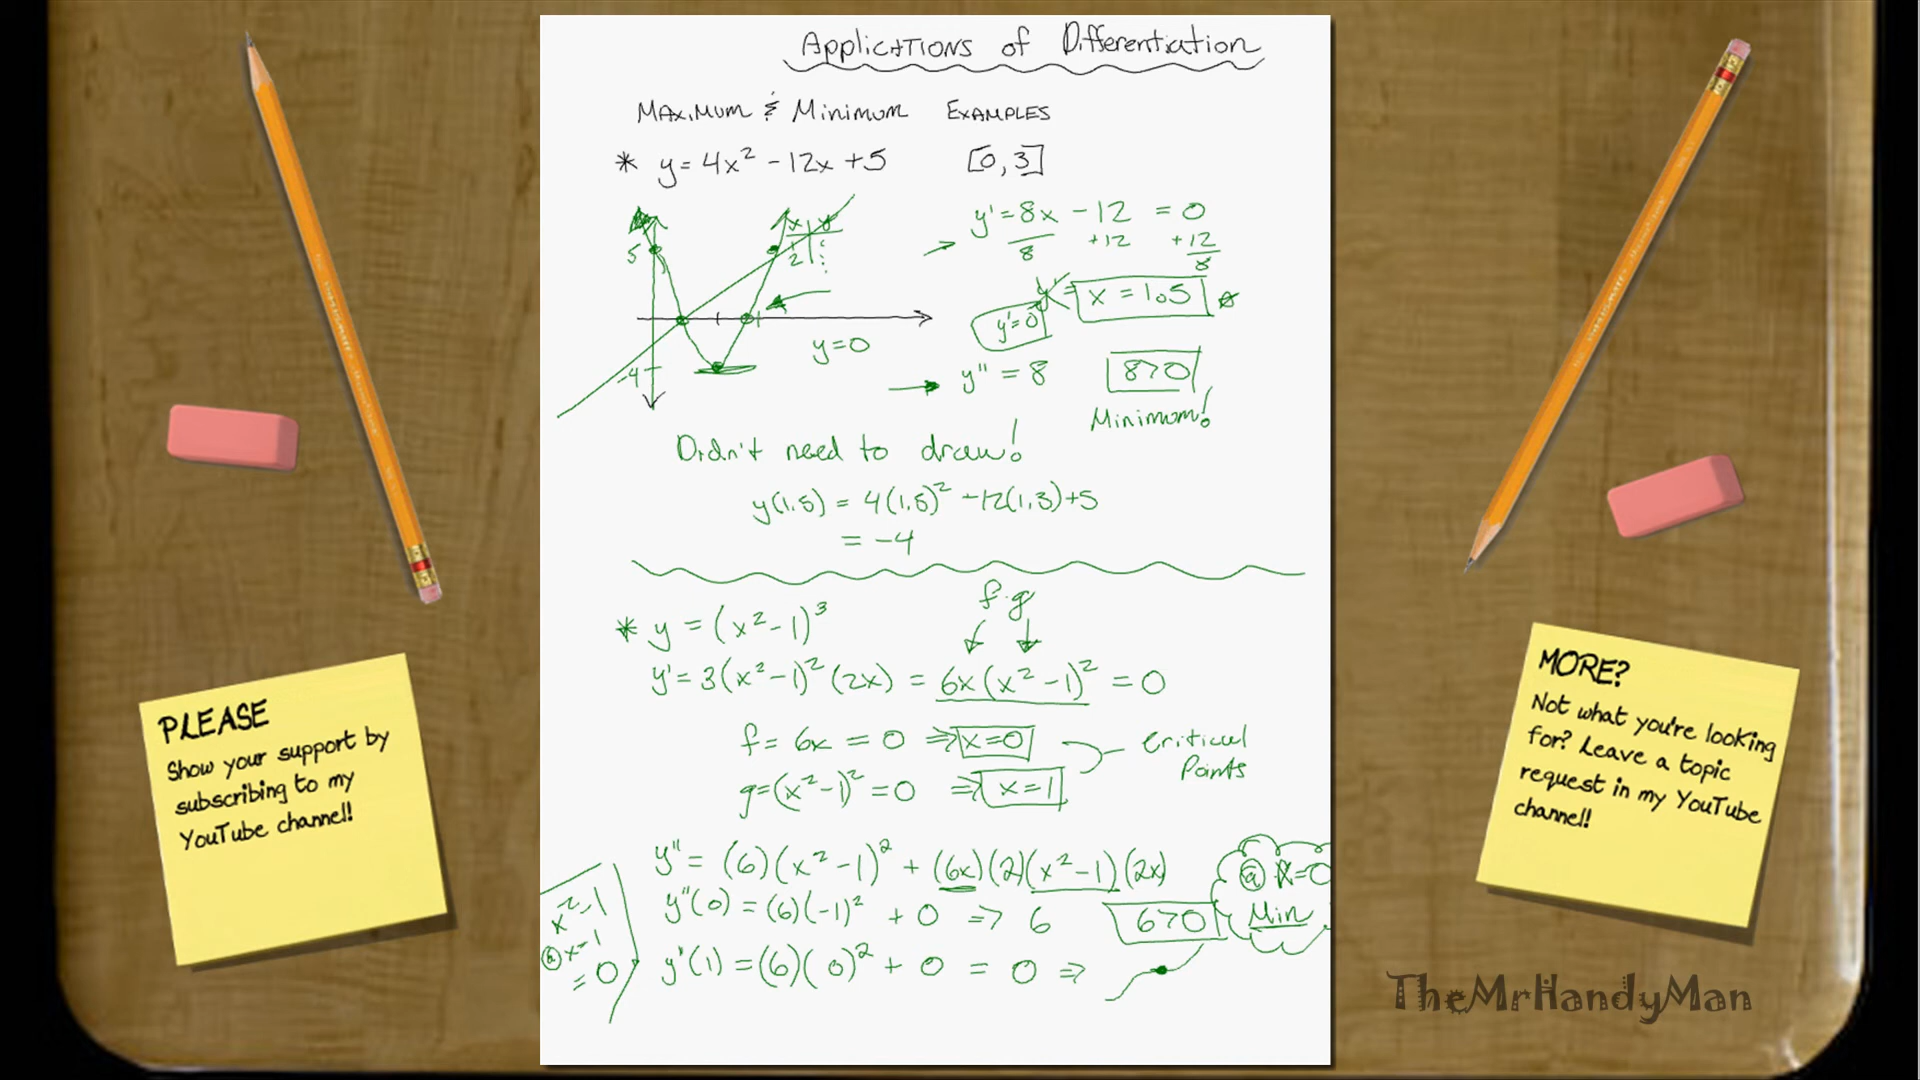 Applications of Differentiation
Maximum & Minimum Examples
* y = 4x² - 12x + 5 [0, 3]
y' = 8x - 12 = 0
8 +12 +12
8
x = 1.5
y' = 0
5
x y
1 :
2 :
y = 0
-4
y'' = 8 8 > 0
Minimum!
Didn't need to draw!
y(1.5) = 4(1.5)² - 12(1.3) + 5
= -4
f·g
* y = (x² - 1)³
y' = 3(x² - 1)² (2x) = 6x(x² - 1)² = 0
f = 6x = 0 ⇒ x = 0
g = (x² - 1)² = 0 ⇒ x = 1
Critical
Points
y'' = (6)(x² - 1)² + (6x)(2)(x² - 1)(2x)
y''(0) = (6)(-1)² + 0 ⇒ 6 6 > 0
@ x = 0
Min
y''(1) = (6)(0)² + 0 = 0 ⇒
x² - 1
@ x = 1
= 0
PLEASE
Show your support by
subscribing to my
YouTube channel!
MORE?
Not what you're looking
for? Leave a topic
request in my YouTube
channel!
TheMrHandyMan